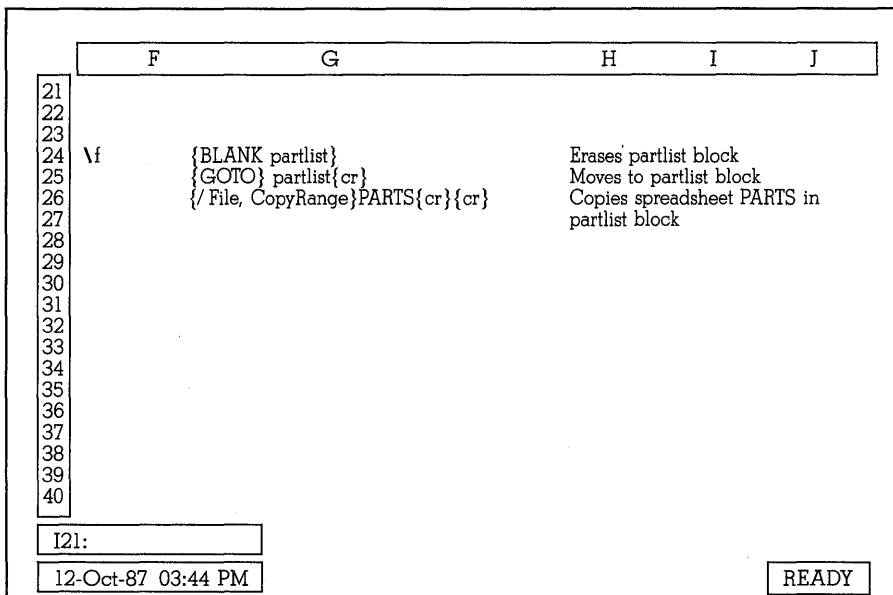 F G H I J
21
22
23
24 \f {BLANK partlist} Erases partlist block
25 {GOTO} partlist{cr} Moves to partlist block
26 {/ File, CopyRange}PARTS{cr}{cr} Copies spreadsheet PARTS in
27 partlist block
28
29
30
31
32
33
34
35
36
37
38
39
40
I21:
12-Oct-87 03:44 PM READY